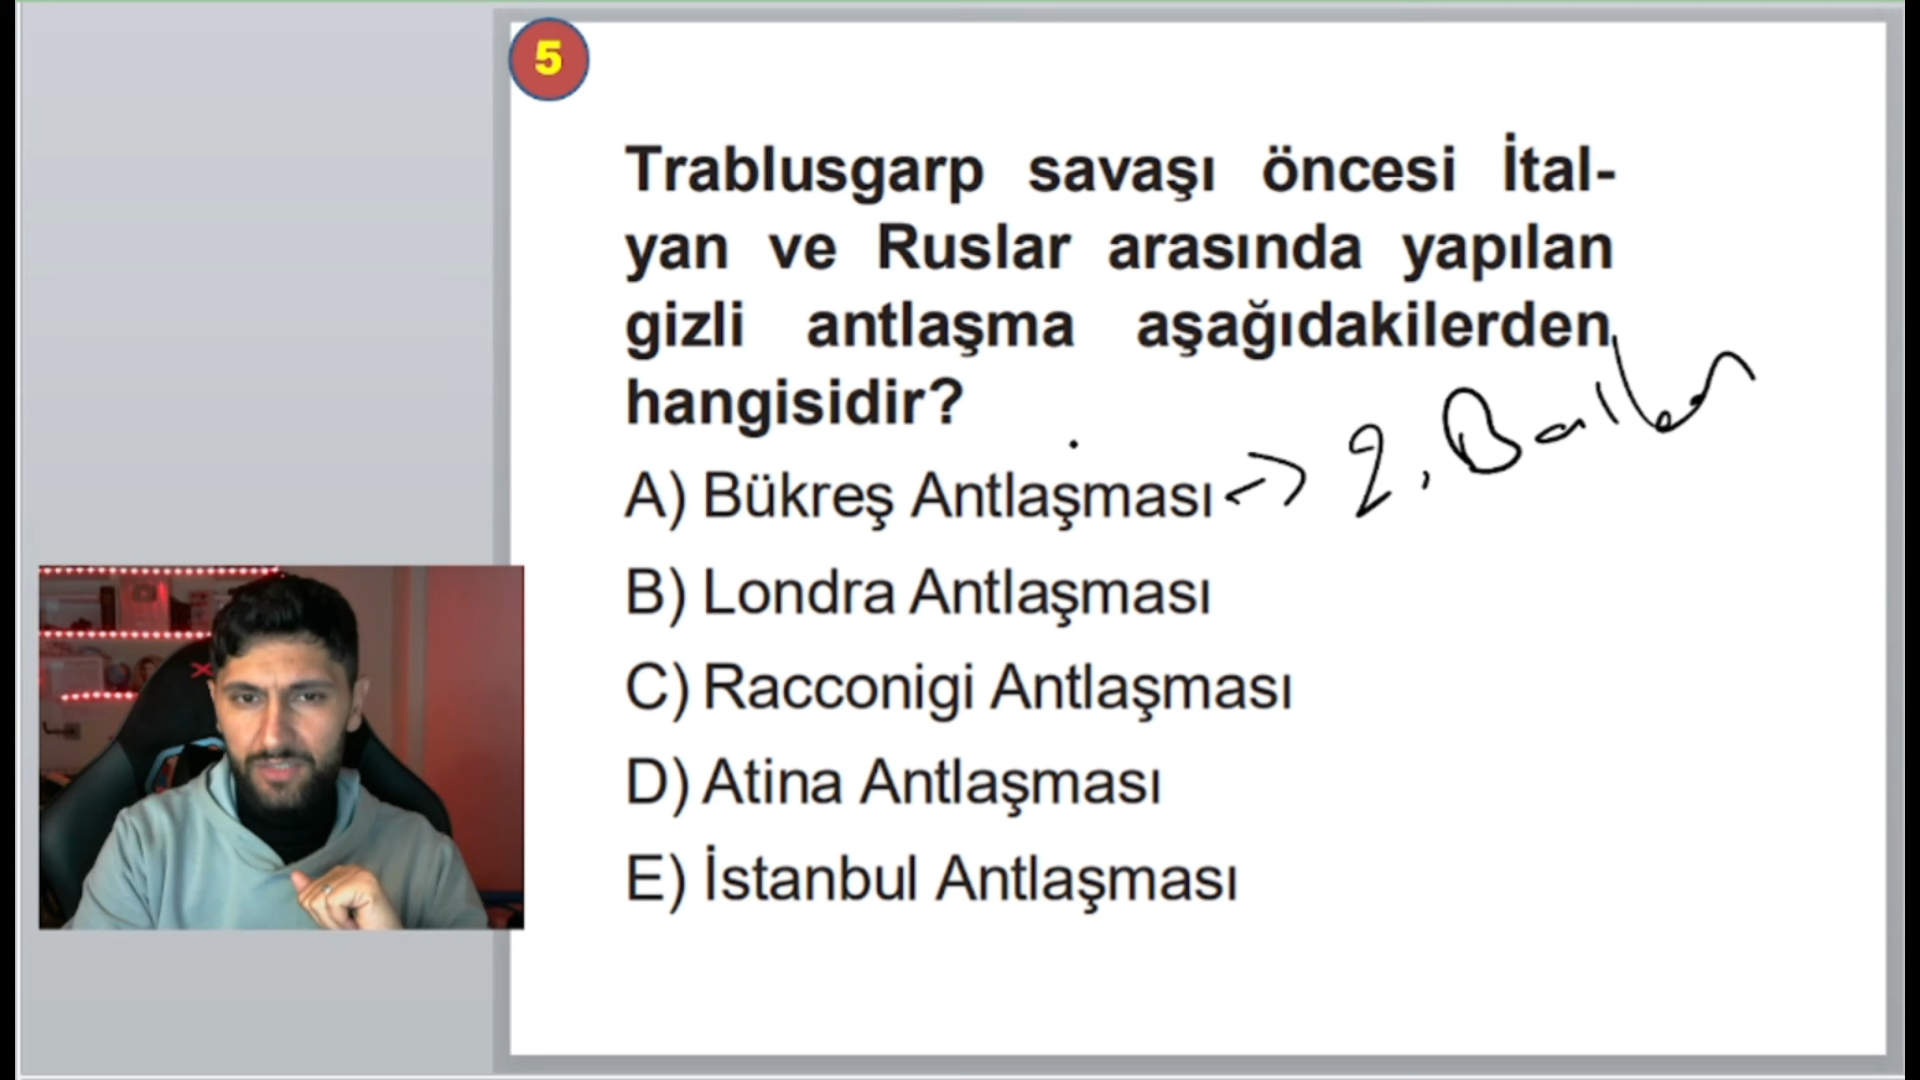 5
Trablusgarp savaşı öncesi İtal-
yan ve Ruslar arasında yapılan
gizli antlaşma aşağıdakilerden
hangisidir?
A) Bükreş Antlaşması -> 2. Balkan
B) Londra Antlaşması
C) Racconigi Antlaşması
D) Atina Antlaşması
E) İstanbul Antlaşması